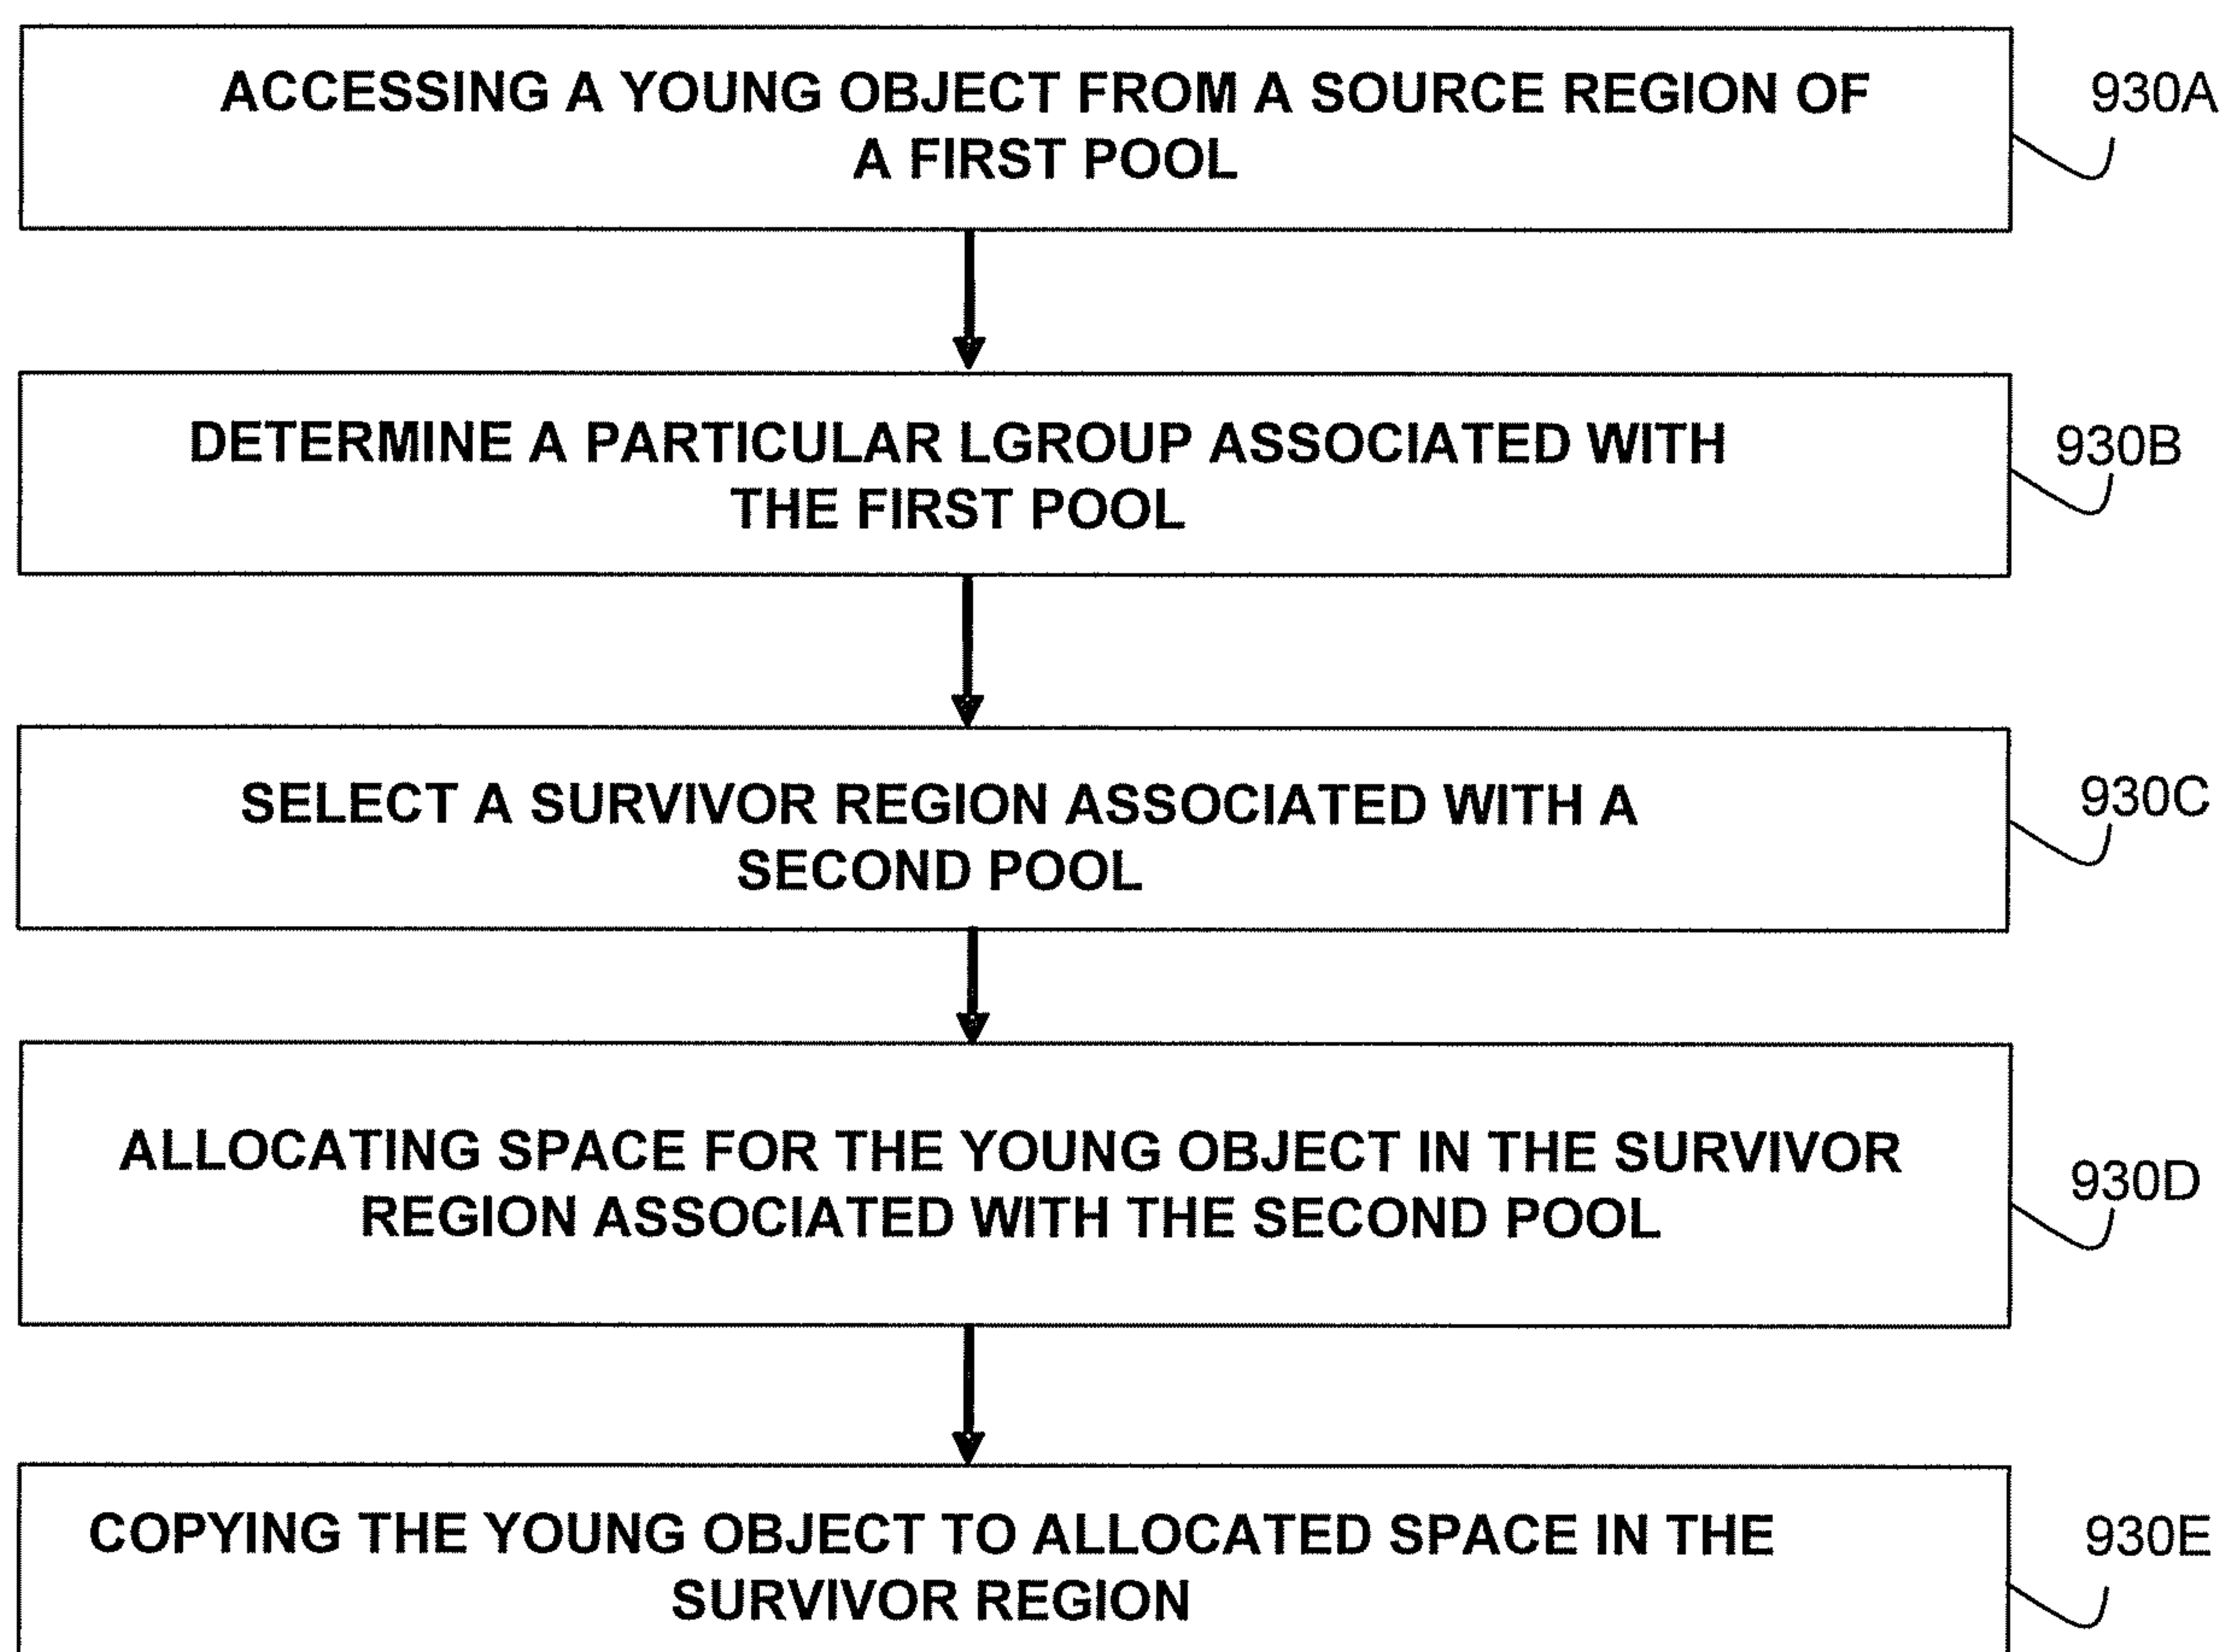 ACCESSING A YOUNG OBJECT FROM A SOURCE REGION OF
A FIRST POOL
930A
DETERMINE A PARTICULAR LGROUP ASSOCIATED WITH
THE FIRST POOL
930B
SELECT A SURVIVOR REGION ASSOCIATED WITH A
SECOND POOL
930C
ALLOCATING SPACE FOR THE YOUNG OBJECT IN THE SURVIVOR
REGION ASSOCIATED WITH THE SECOND POOL
930D
COPYING THE YOUNG OBJECT TO ALLOCATED SPACE IN THE
SURVIVOR REGION
930E